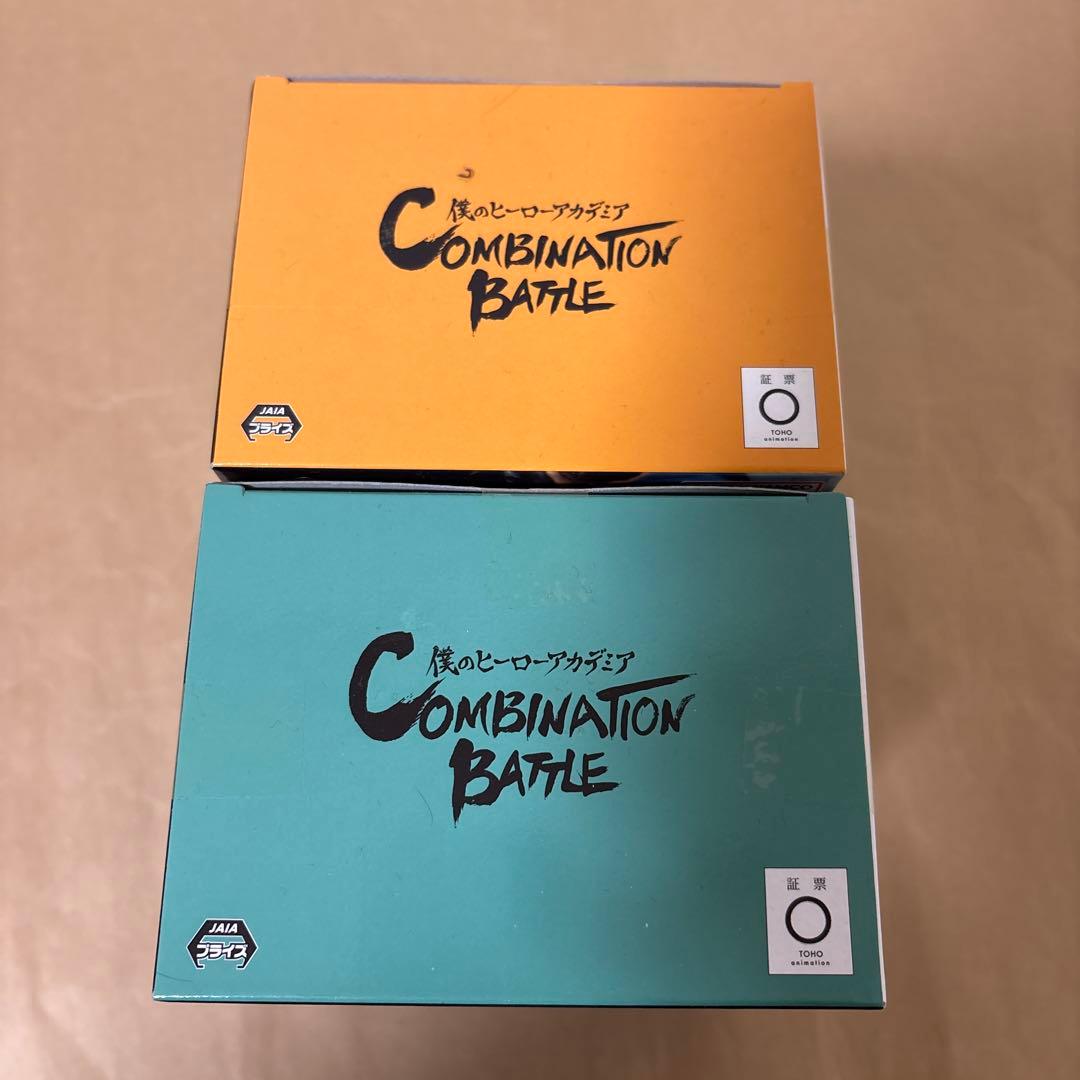 僕のヒーローアカデミア
COMBINATION
BATTLE
JAIA
プライズ
証票
TOHO
animation
僕のヒーローアカデミア
COMBINATION
BATTLE
JAIA
プライズ
証票
TOHO
animation